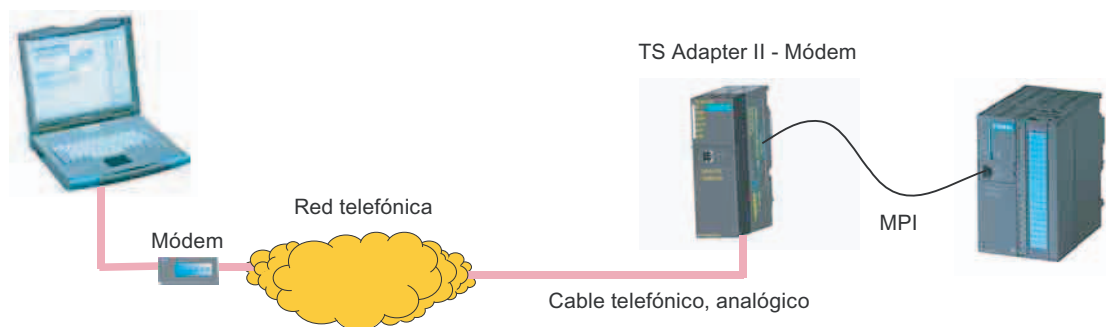 TS Adapter II - Módem
Red telefónica
Módem
MPI
Cable telefónico, analógico